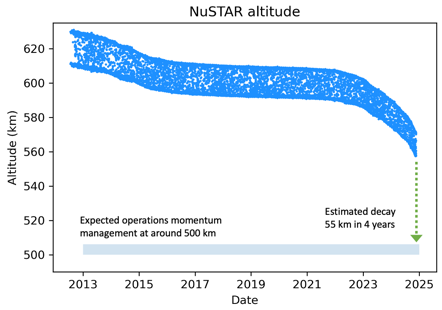 NuSTAR altitude
Altitude (km)
620
600
580
560
540
520
500
Expected operations momentum
management at around 500 km
Estimated decay
55 km in 4 years
2013
2015
2017
2019
2021
2023
2025
Date